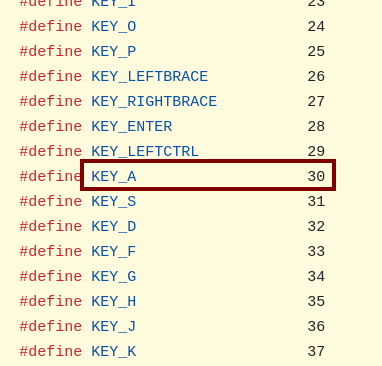 #define KEY_I 23
#define KEY_O 24
#define KEY_P 25
#define KEY_LEFTBRACE 26
#define KEY_RIGHTBRACE 27
#define KEY_ENTER 28
#define KEY_LEFTCTRL 29
#define KEY_A 30
#define KEY_S 31
#define KEY_D 32
#define KEY_F 33
#define KEY_G 34
#define KEY_H 35
#define KEY_J 36
#define KEY_K 37